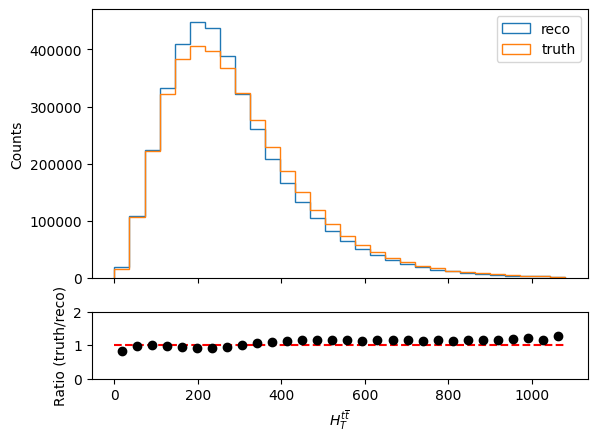 reco
truth
Counts
400000
300000
200000
100000
0
Ratio (truth/reco)
2
1
0
0 200 400 600 800 1000
$H_T^{t\bar{t}}$